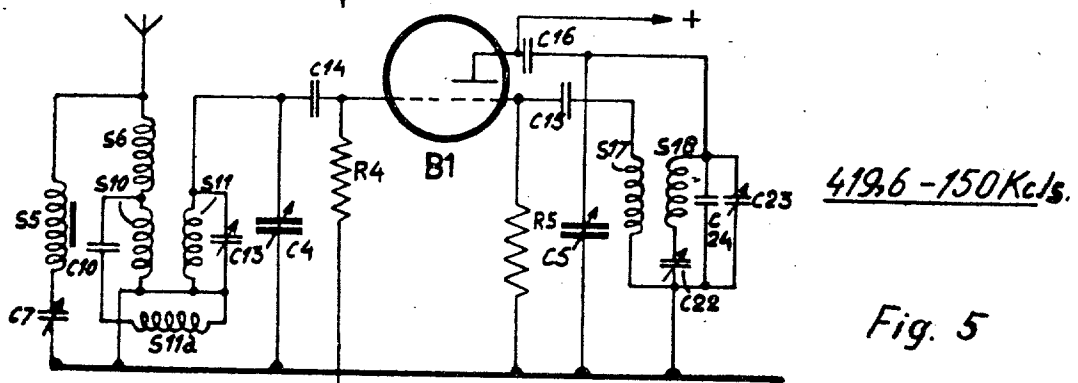 +
C16
C14
C15
S6
S10
S11
R4
B1
S17
S18
S5
C10
C13
C4
R5
C5
C
24
C23
C22
C7
S11a
419,6 - 150 Kc/s.
Fig. 5